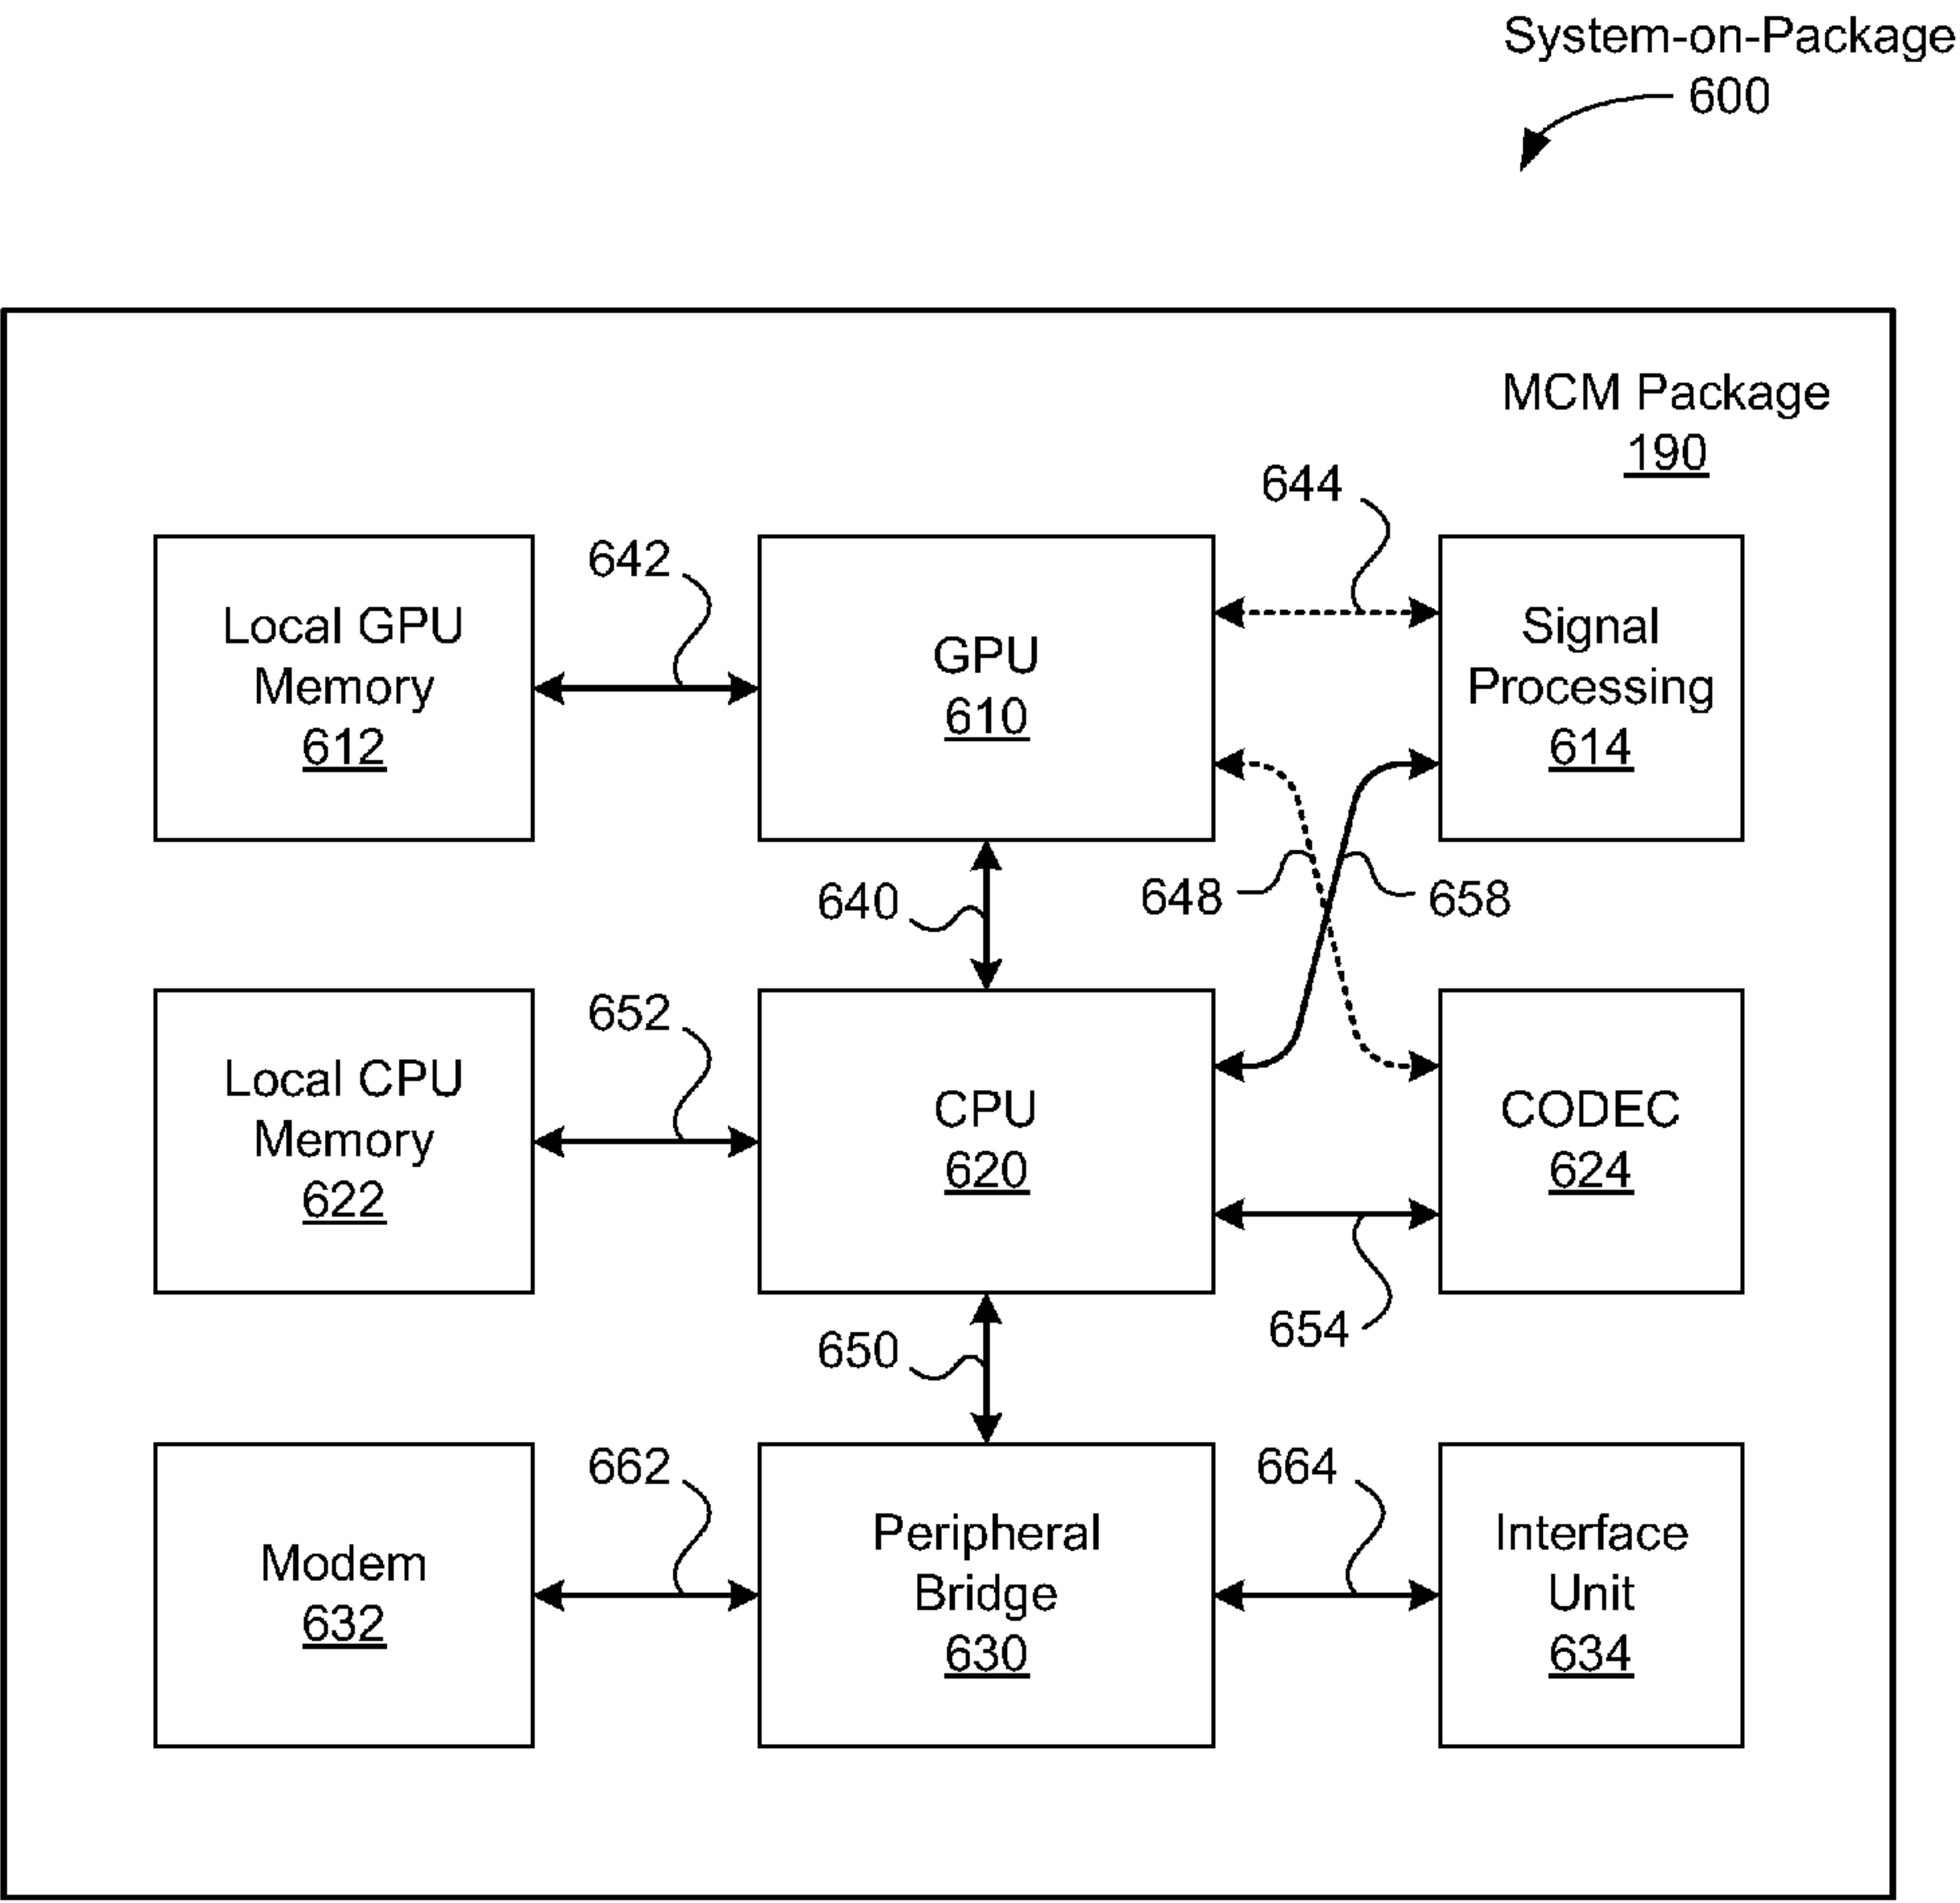 System-on-Package
600
MCM Package
190
644
642
Local GPU
Memory
612
GPU
610
Signal
Processing
614
640
648
658
652
Local CPU
Memory
622
CPU
620
CODEC
624
650
654
662
664
Modem
632
Peripheral
Bridge
630
Interface
Unit
634